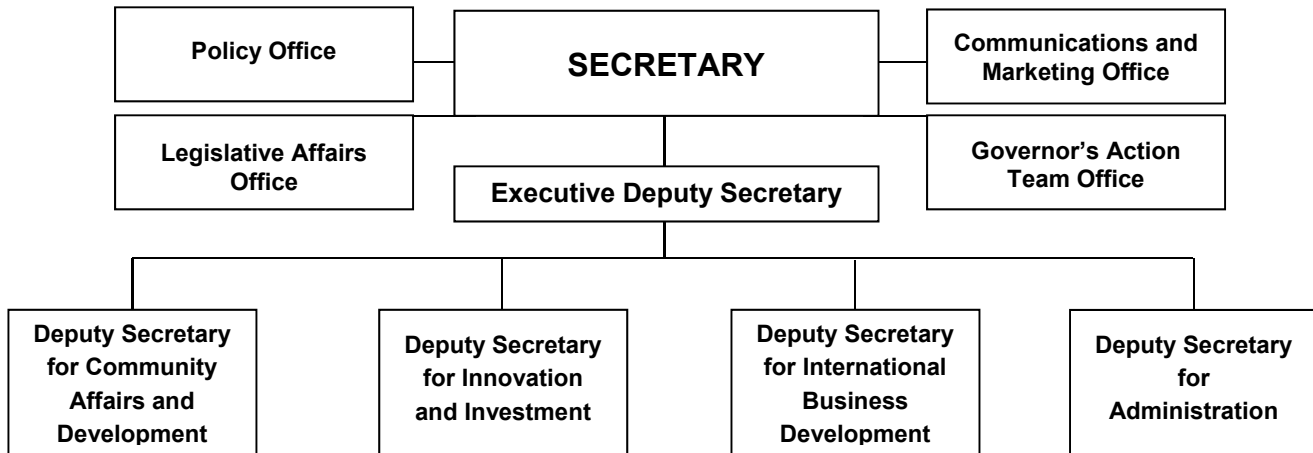 Policy Office
SECRETARY
Communications and
Marketing Office
Legislative Affairs
Office
Governor’s Action
Team Office
Executive Deputy Secretary
Deputy Secretary
for Community
Affairs and
Development
Deputy Secretary
for Innovation
and Investment
Deputy Secretary
for International
Business
Development
Deputy Secretary
for
Administration